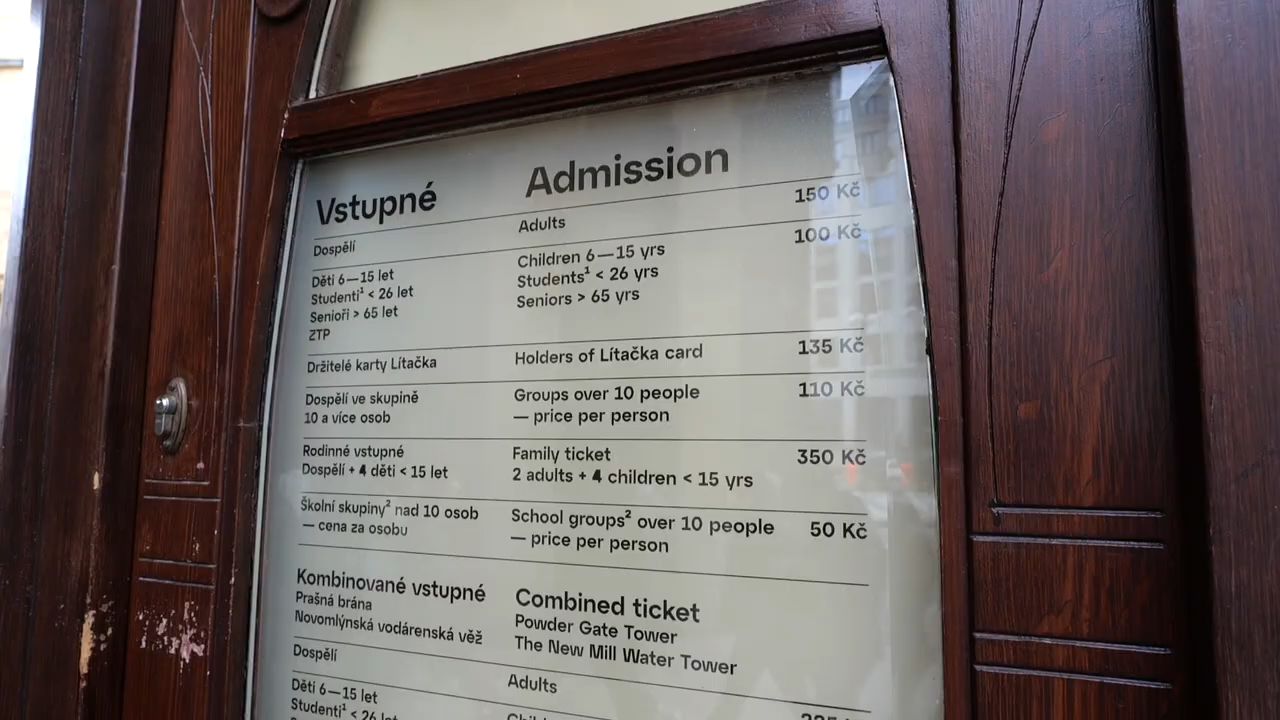 Vstupné Admission
Dospělí Adults 150 Kč
Děti 6—15 let Children 6—15 yrs 100 Kč
Studenti¹ < 26 let Students¹ < 26 yrs
Senioři > 65 let Seniors > 65 yrs
ZTP
Držitelé karty Lítačka Holders of Lítačka card 135 Kč
Dospělí ve skupině Groups over 10 people 110 Kč
10 a více osob — price per person
Rodinné vstupné Family ticket 350 Kč
Dospělí + 4 děti < 15 let 2 adults + 4 children < 15 yrs
Školní skupiny² nad 10 osob School groups² over 10 people 50 Kč
— cena za osobu — price per person
Kombinované vstupné Combined ticket
Prašná brána Powder Gate Tower
Novomlýnská vodárenská věž The New Mill Water Tower
Dospělí Adults
Děti 6—15 let
Studenti¹ < 26 let